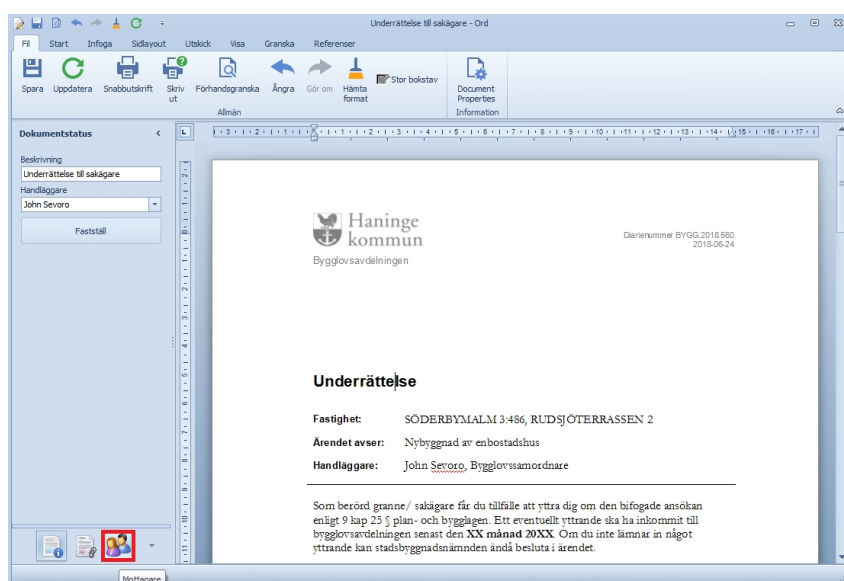 Underrättelse till sakägare - Ord
Fil Start Infoga Sidlayout Utskick Visa Granska Referenser
Spara Uppdatera Snabbutskrift Skriv ut Förhandsgranska Ångra Gör om Hämta format Stor bokstav Document Properties
Allmän Information
Dokumentstatus
Beskrivning
Underrättelse till sakägare
Handläggare
John Sevoro
Fastställ
Haninge
kommun
Bygglovsavdelningen
Diarienummer BYGG.2018.560
2018-06-24
Underrättelse
Fastighet: SÖDERBYMALM 3:486, RUDSJÖTERRASSEN 2
Ärendet avser: Nybyggnad av enbostadshus
Handläggare: John Sevoro, Bygglovssamordnare
Som berörd granne/ sakägare får du tillfälle att yttra dig om den bifogade ansökan
enligt 9 kap 25 § plan- och bygglagen. Ett eventuellt yttrande ska ha inkommit till
bygglovsavdelningen senast den XX månad 20XX. Om du inte lämnar in något
yttrande kan stadsbyggnadsnämnden ändå besluta i ärendet.
Mottagare